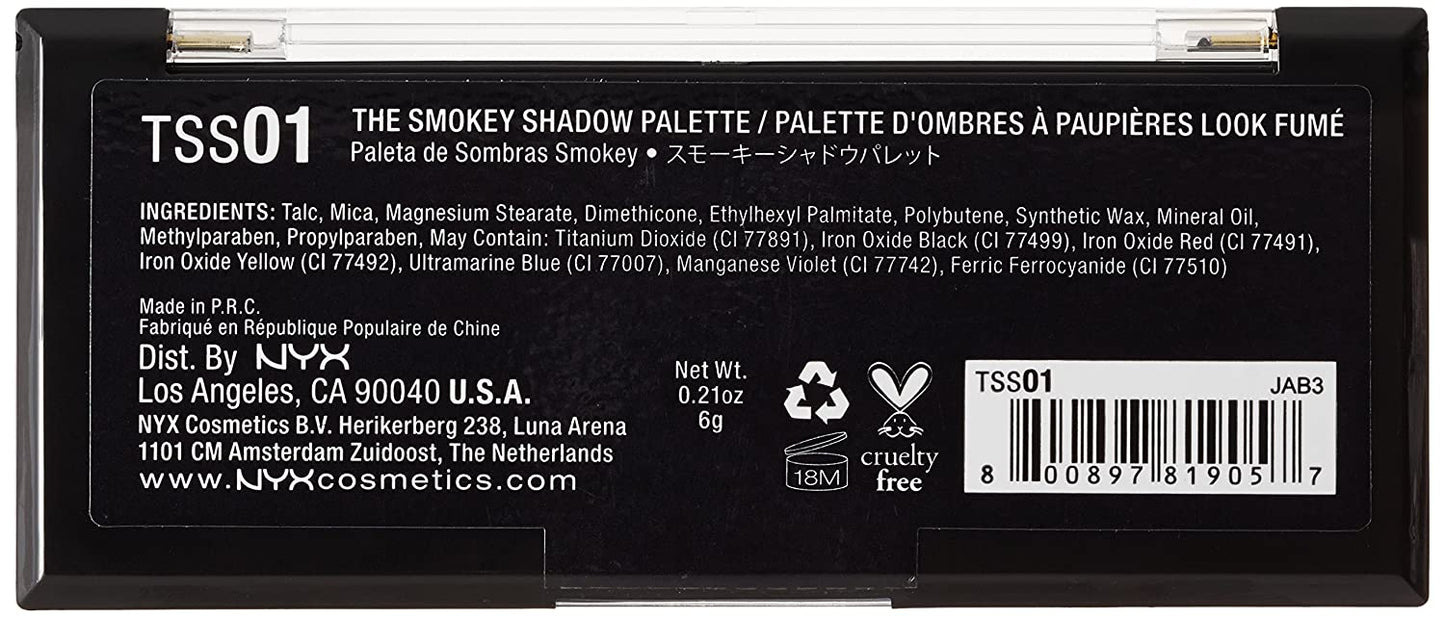 TSS01
THE SMOKEY SHADOW PALETTE / PALETTE D'OMBRES À PAUPIÈRES LOOK FUMÉ
Paleta de Sombras Smokey • スモーキーシャドウパレット
INGREDIENTS: Talc, Mica, Magnesium Stearate, Dimethicone, Ethylhexyl Palmitate, Polybutene, Synthetic Wax, Mineral Oil,
Methylparaben, Propylparaben, May Contain: Titanium Dioxide (CI 77891), Iron Oxide Black (CI 77499), Iron Oxide Red (CI 77491),
Iron Oxide Yellow (CI 77492), Ultramarine Blue (CI 77007), Manganese Violet (CI 77742), Ferric Ferrocyanide (CI 77510)
Made in P.R.C.
Fabriqué en République Populaire de Chine
Dist. By NYX
Los Angeles, CA 90040 U.S.A.
NYX Cosmetics B.V. Herikerberg 238, Luna Arena
1101 CM Amsterdam Zuidoost, The Netherlands
www.NYXcosmetics.com
Net Wt.
0.21oz
6g
18M
cruelty
free
TSS01 JAB3
8 00897 81905 7